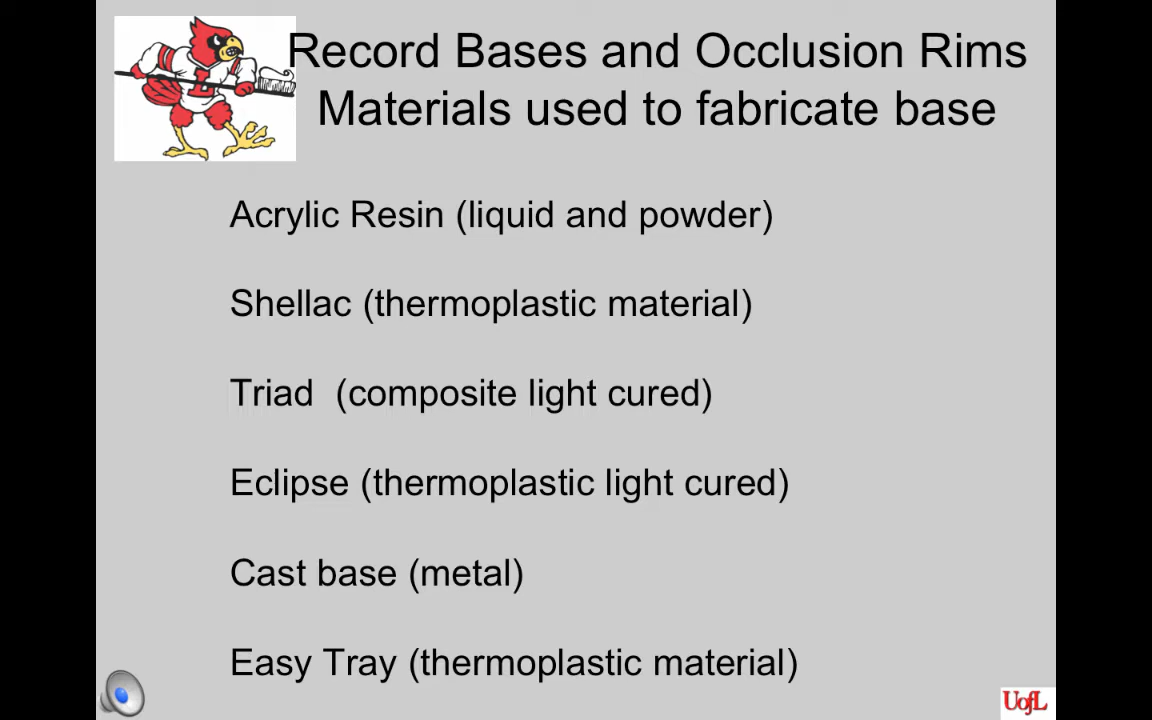 Record Bases and Occlusion Rims
Materials used to fabricate base
Acrylic Resin (liquid and powder)
Shellac (thermoplastic material)
Triad  (composite light cured)
Eclipse (thermoplastic light cured)
Cast base (metal)
Easy Tray (thermoplastic material)
L
UofL